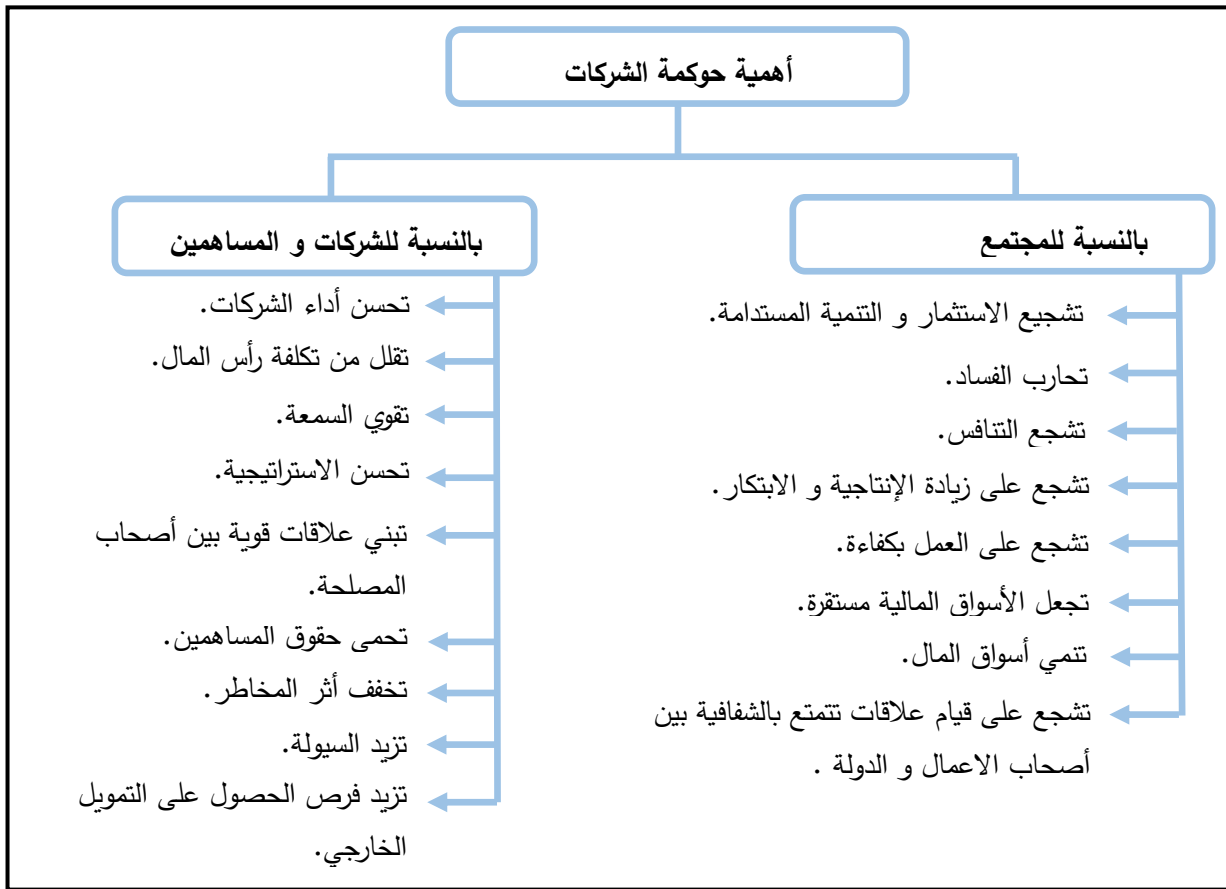 أهمية حوكمة الشركات
بالنسبة للمجتمع
تشجيع الاستثمار و التنمية المستدامة.
تحارب الفساد.
تشجع التنافس.
تشجع على زيادة الإنتاجية و الابتكار.
تشجع على العمل بكفاءة.
تجعل الأسواق المالية مستقرة.
تنمي أسواق المال.
تشجع على قيام علاقات تتمتع بالشفافية بين
أصحاب الاعمال و الدولة .
بالنسبة للشركات و المساهمين
تحسن أداء الشركات.
تقلل من تكلفة رأس المال.
تقوي السمعة.
تحسن الاستراتيجية.
تبني علاقات قوية بين أصحاب
المصلحة.
تحمى حقوق المساهمين.
تخفف أثر المخاطر.
تزيد السيولة.
تزيد فرص الحصول على التمويل
الخارجي.